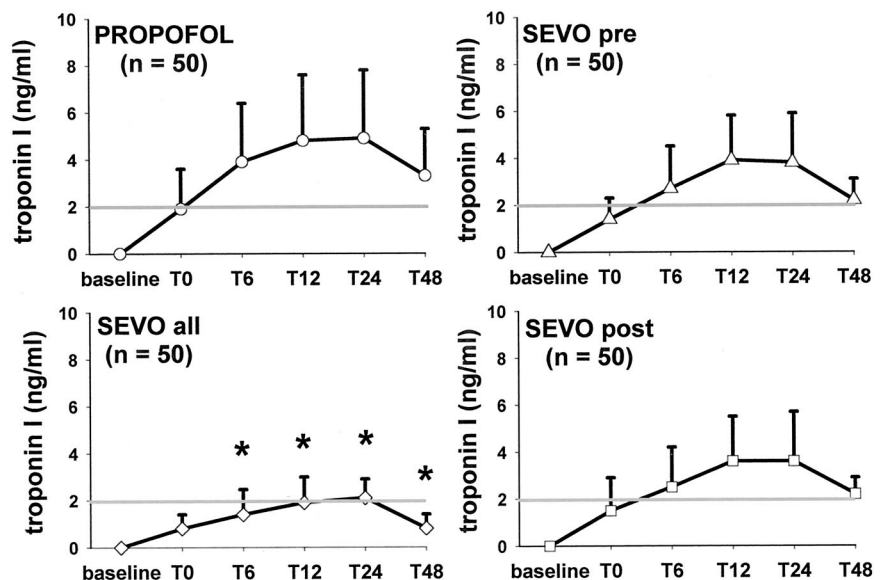 PROPOFOL
(n = 50)
troponin I (ng/ml)
10
8
6
4
2
0
baseline T0 T6 T12 T24 T48
SEVO pre
(n = 50)
troponin I (ng/ml)
10
8
6
4
2
0
baseline T0 T6 T12 T24 T48
SEVO all
(n = 50)
troponin I (ng/ml)
10
8
6
4
2
0
* * * *
baseline T0 T6 T12 T24 T48
SEVO post
(n = 50)
troponin I (ng/ml)
10
8
6
4
2
0
baseline T0 T6 T12 T24 T48